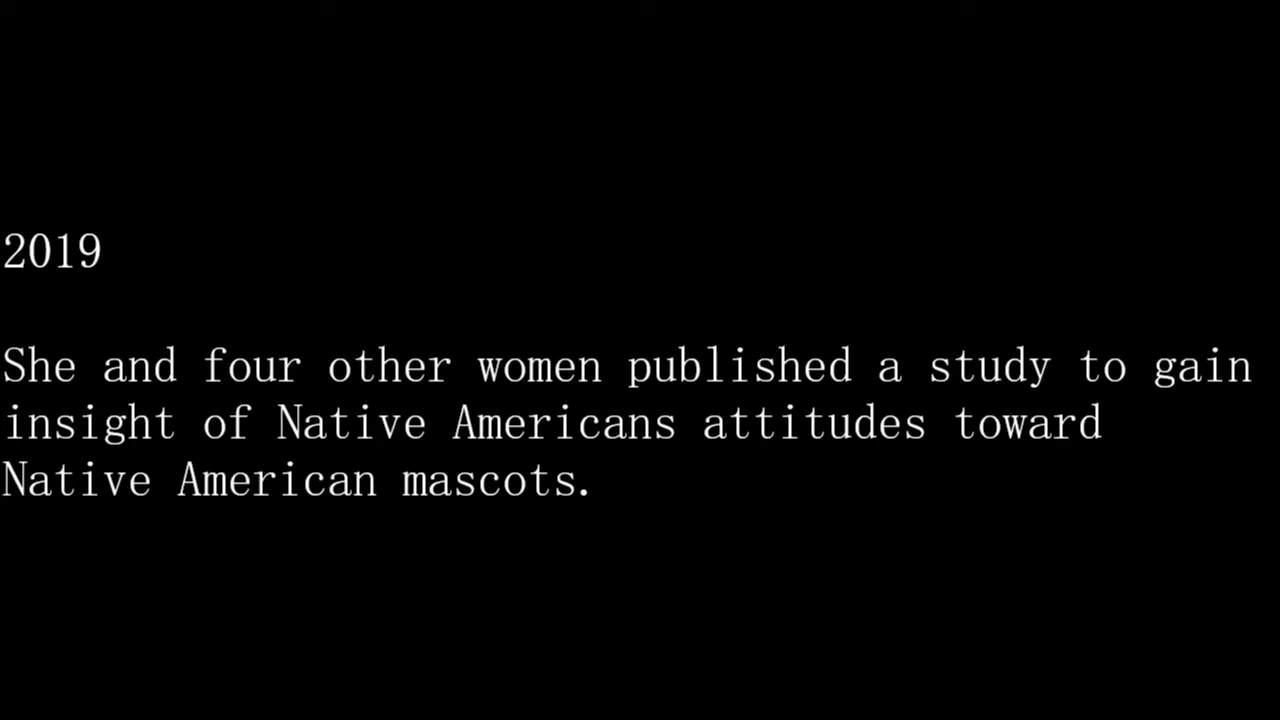 2019
She and four other women published a study to gain
insight of Native Americans attitudes toward
Native American mascots.